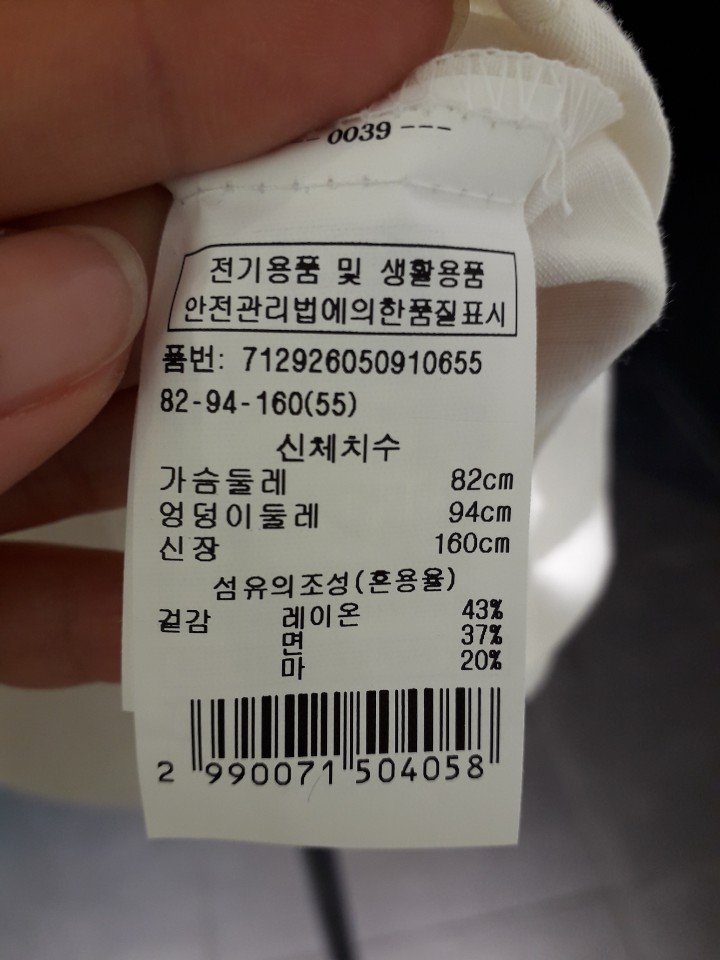 --- 0039 ---
전기용품 및 생활용품
안전관리법에의한품질표시
품번: 712926050910655
82-94-160(55)
신체치수
가슴둘레 82cm
엉덩이둘레 94cm
신장 160cm
섬유의조성(혼용율)
겉감 레이온 43%
면 37%
마 20%
2 990071 504058